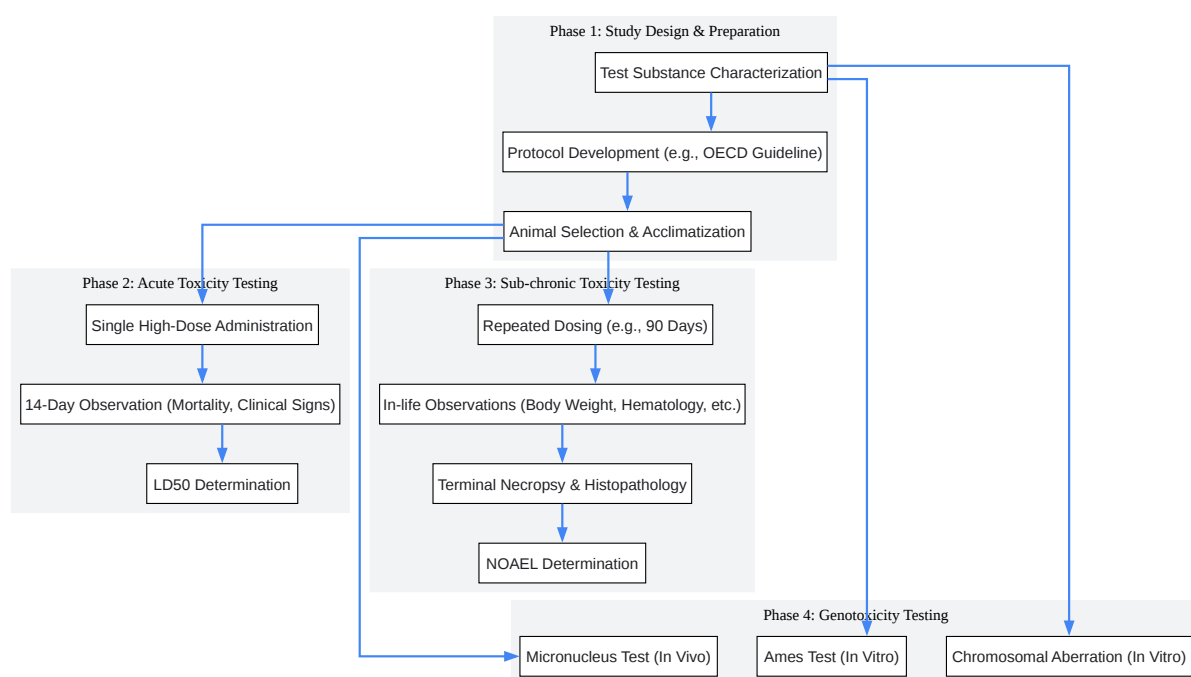 Phase 1: Study Design & Preparation
Test Substance Characterization
Protocol Development (e.g., OECD Guideline)
Animal Selection & Acclimatization
Phase 2: Acute Toxicity Testing
Single High-Dose Administration
14-Day Observation (Mortality, Clinical Signs)
LD50 Determination
Phase 3: Sub-chronic Toxicity Testing
Repeated Dosing (e.g., 90 Days)
In-life Observations (Body Weight, Hematology, etc.)
Terminal Necropsy & Histopathology
NOAEL Determination
Phase 4: Genotoxicity Testing
Micronucleus Test (In Vivo)
Ames Test (In Vitro)
Chromosomal Aberration (In Vitro)